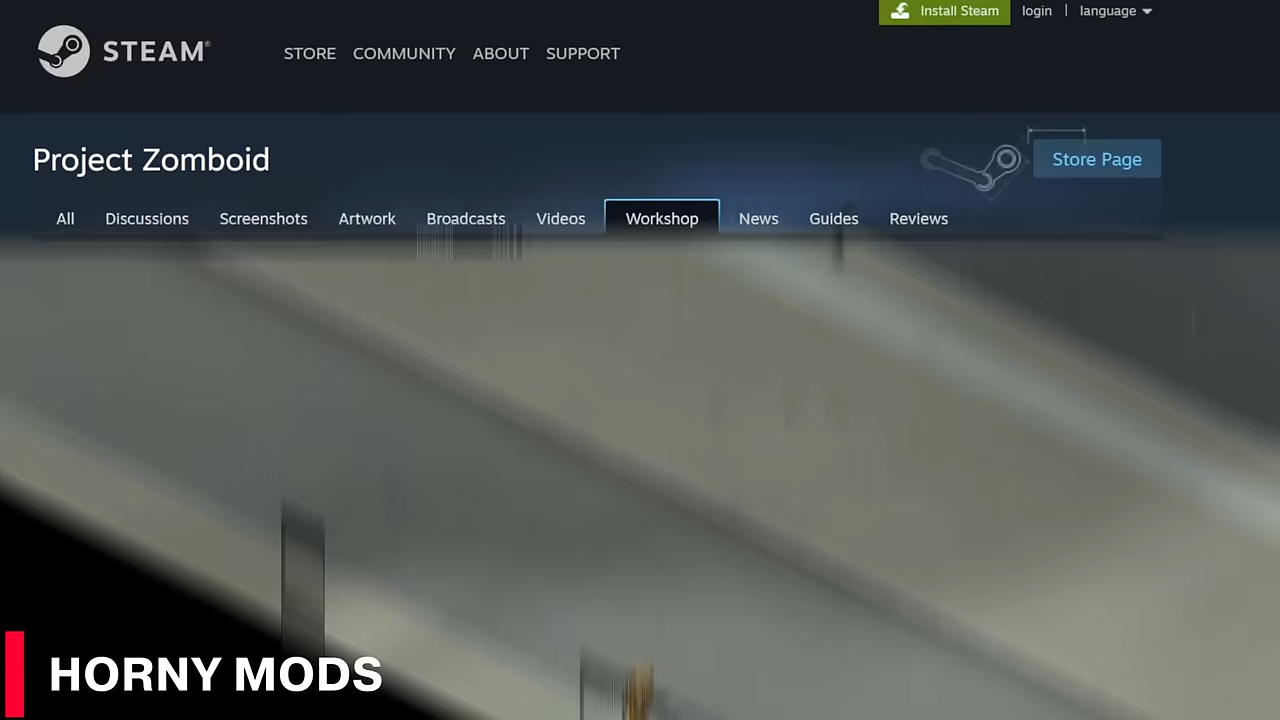 Install Steam login | language
STEAM®
STORE COMMUNITY ABOUT SUPPORT
Project Zomboid
Store Page
All Discussions Screenshots Artwork Broadcasts Videos Workshop News Guides Reviews
HORNY MODS